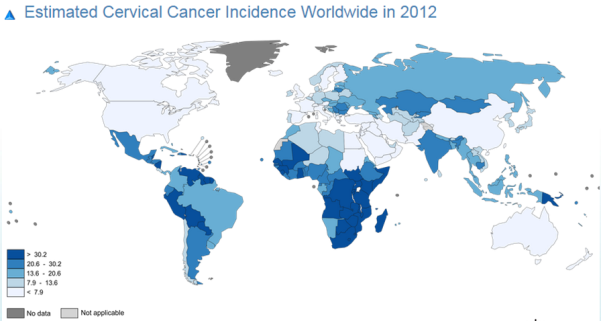 Estimated Cervical Cancer Incidence Worldwide in 2012
> 30.2
20.6 - 30.2
13.6 - 20.6
7.9 - 13.6
< 7.9
No data
Not applicable